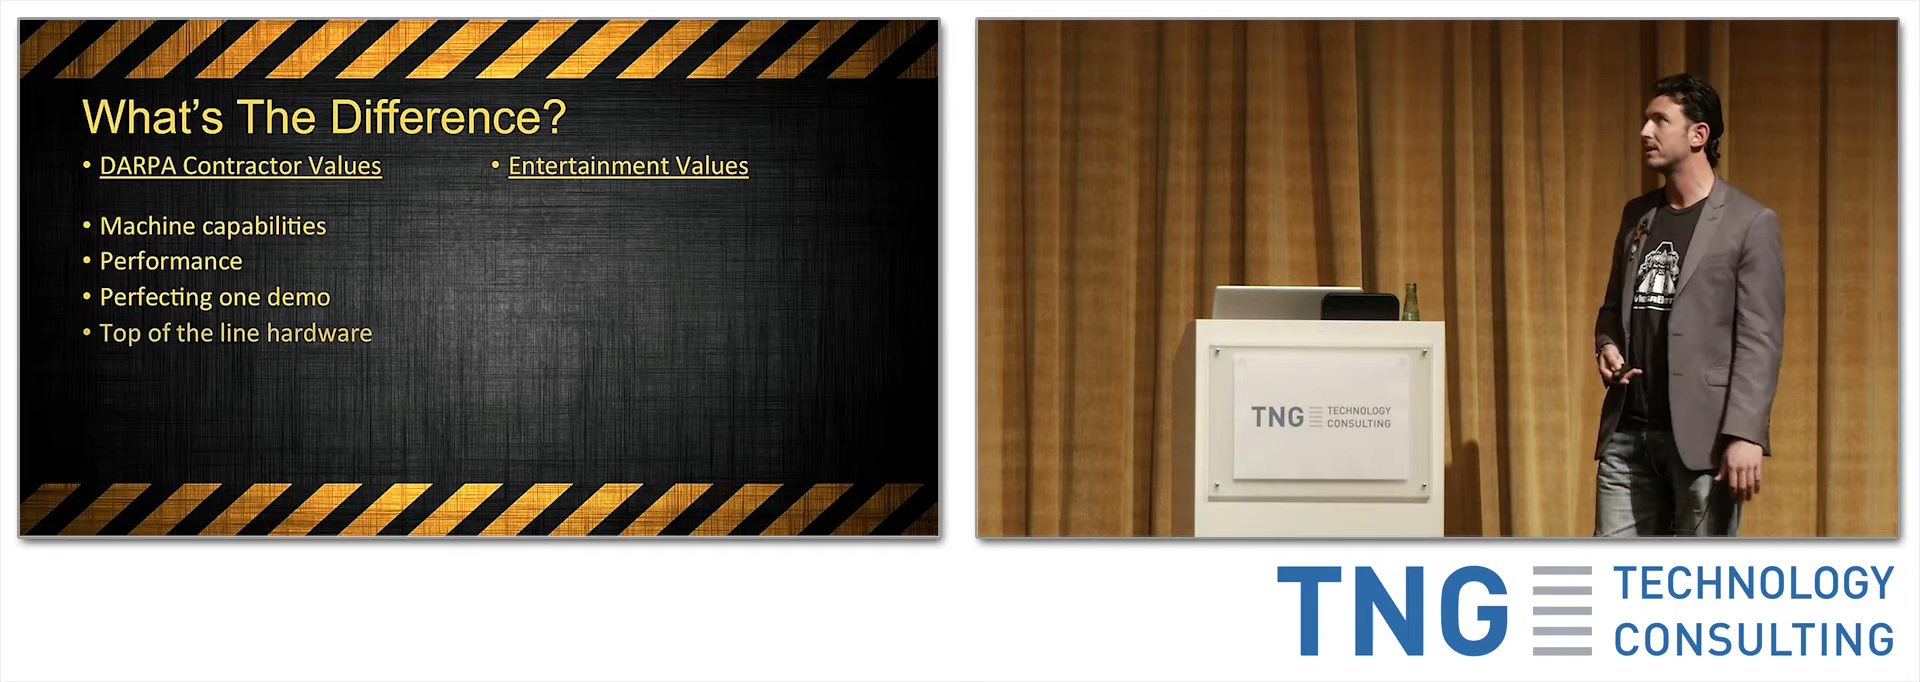 What's The Difference?
• DARPA Contractor Values
• Entertainment Values
• Machine capabilities
• Performance
• Perfecting one demo
• Top of the line hardware
TNG TECHNOLOGY
CONSULTING
TNG TECHNOLOGY
CONSULTING